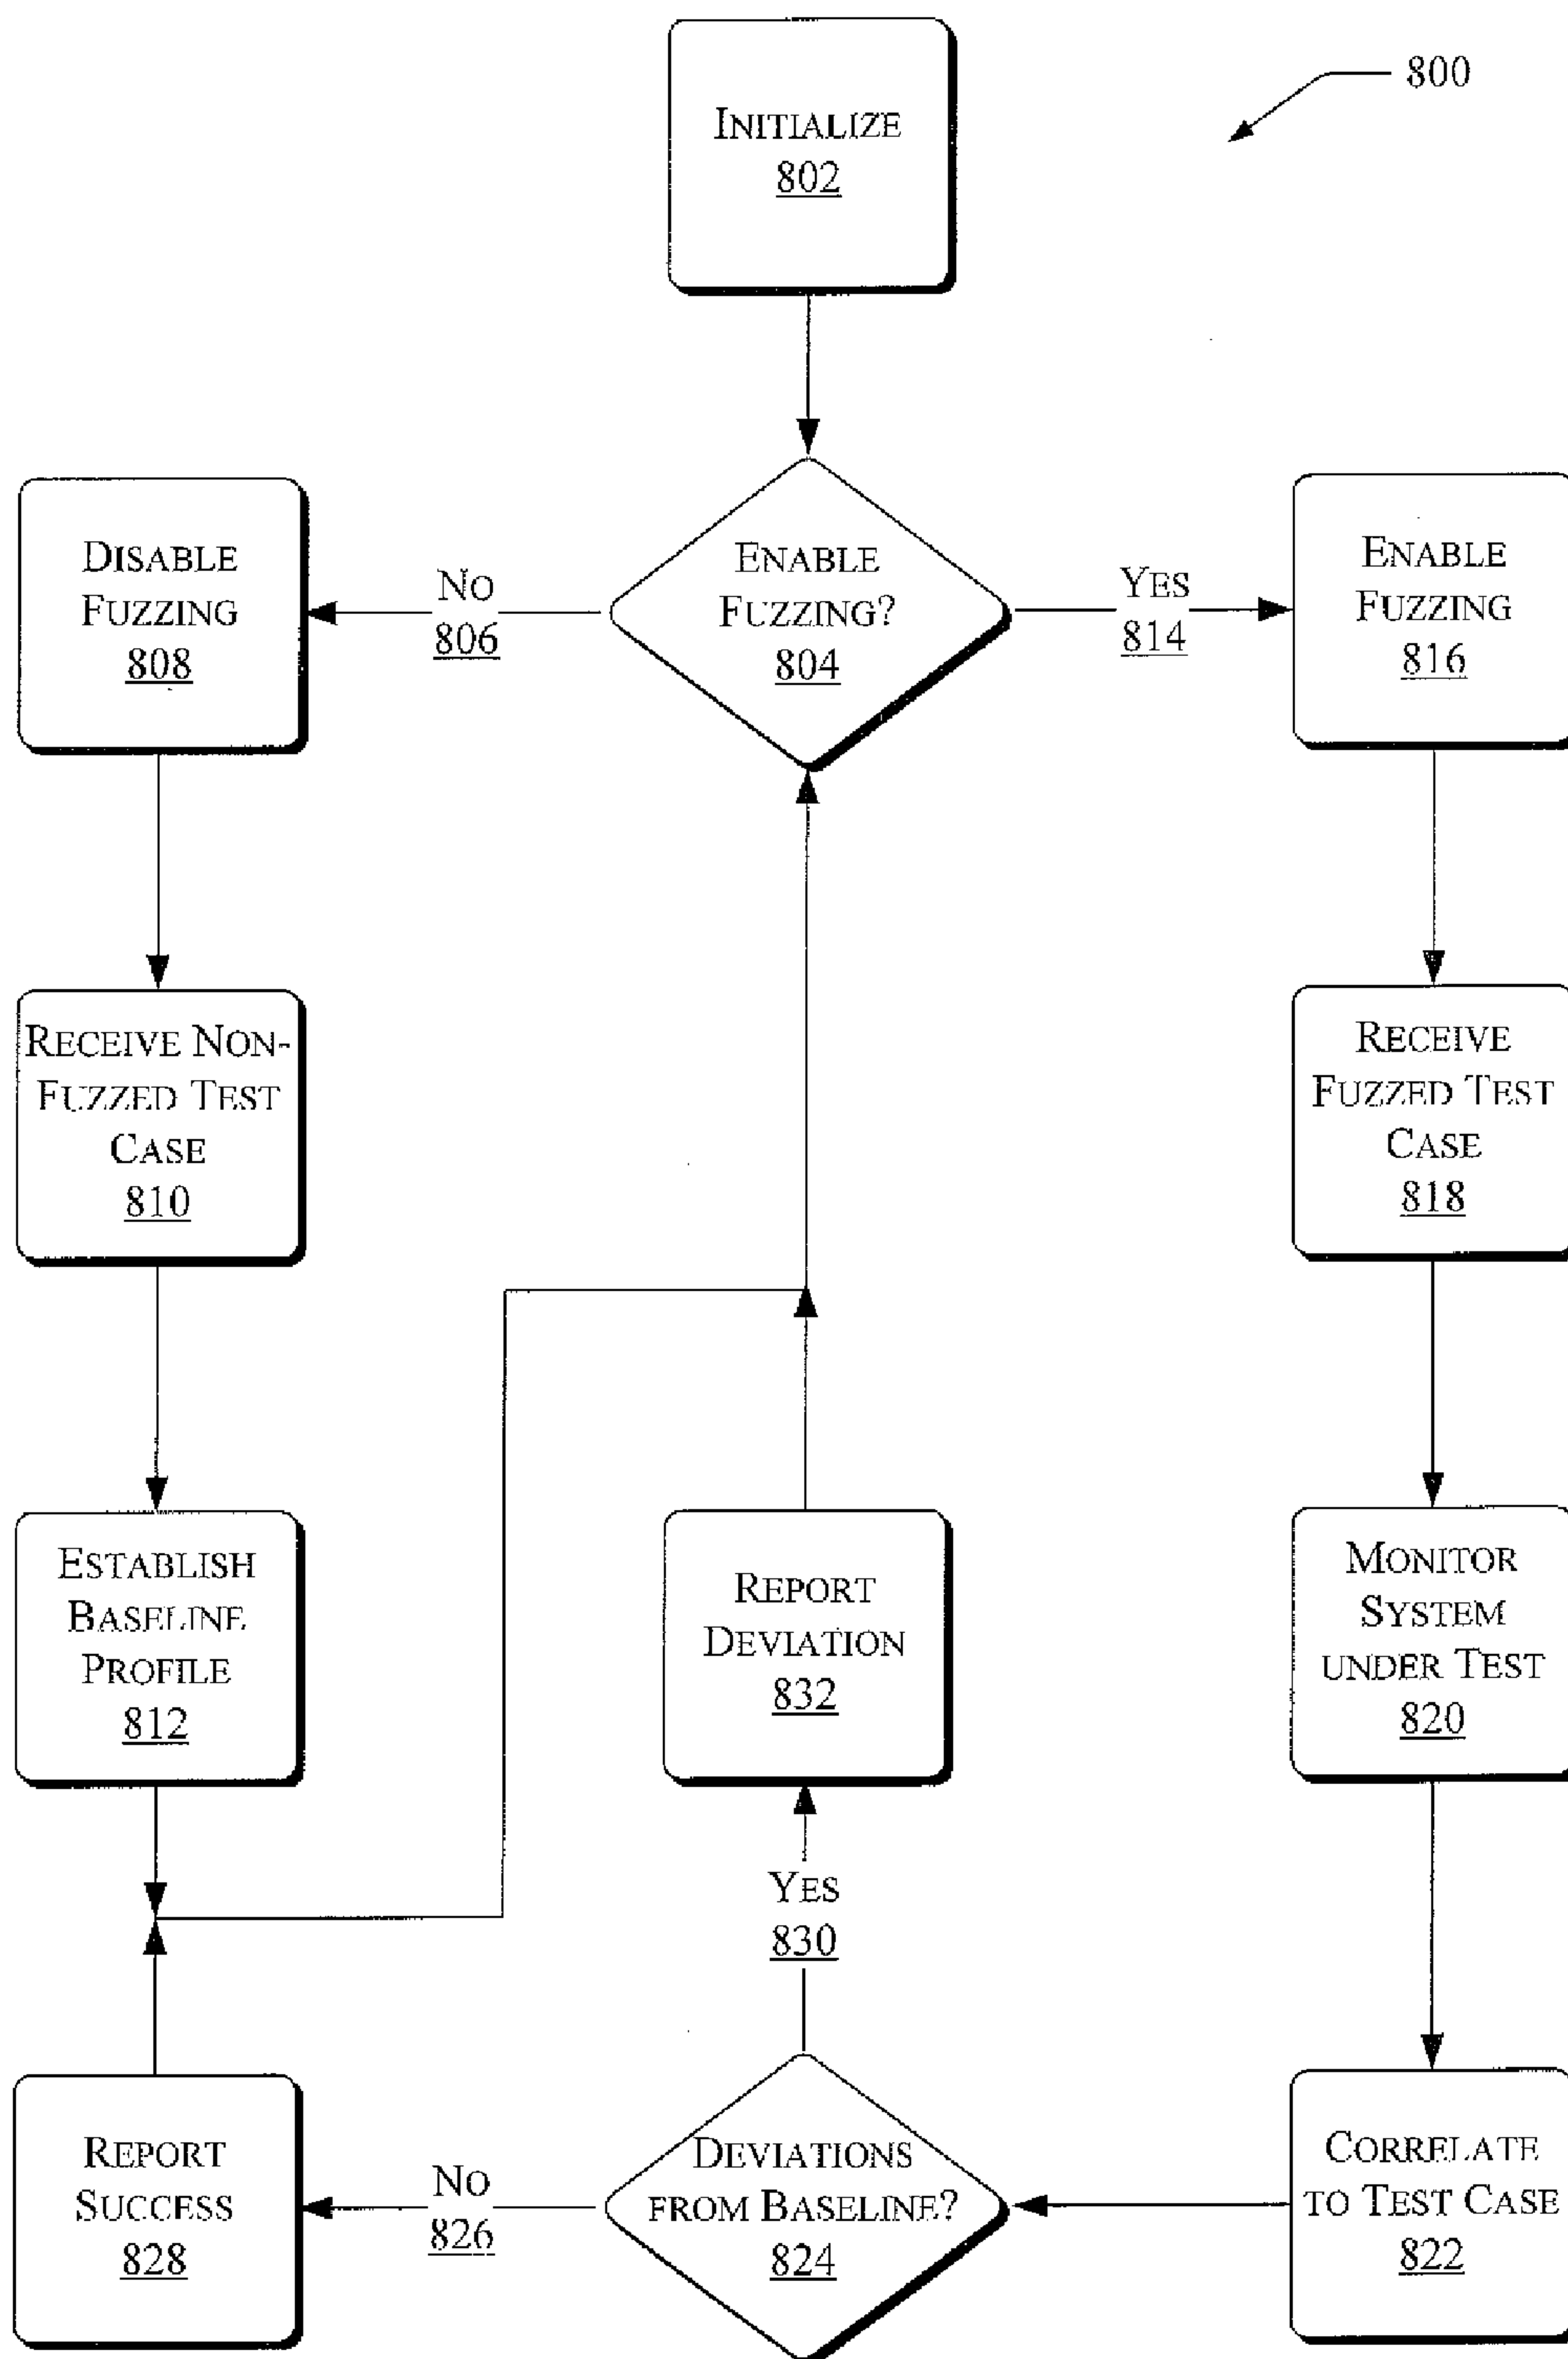 800
INITIALIZE
802
ENABLE
FUZZING?
804
NO
806
DISABLE
FUZZING
808
YES
814
ENABLE
FUZZING
816
RECEIVE NON-
FUZZED TEST
CASE
810
RECEIVE
FUZZED TEST
CASE
818
ESTABLISH
BASELINE
PROFILE
812
REPORT
DEVIATION
832
MONITOR
SYSTEM
UNDER TEST
820
YES
830
REPORT
SUCCESS
828
NO
826
DEVIATIONS
FROM BASELINE?
824
CORRELATE
TO TEST CASE
822